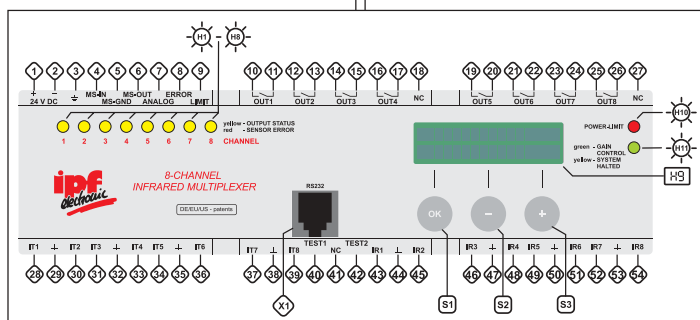 H1 - H8
1 2 3 4 5 6 7 8 9 10 11 12 13 14 15 16 17 18 19 20 21 22 23 24 25 26 27
+ - MS-IN MS-OUT ERROR
24 V DC MS-GND ANALOG LIMIT OUT1 OUT2 OUT3 OUT4 NC OUT5 OUT6 OUT7 OUT8 NC
H10
yellow - OUTPUT STATUS
red - SENSOR ERROR
POWER-LIMIT
1 2 3 4 5 6 7 8 CHANNEL
green - GAIN CONTROL
yellow - SYSTEM HALTED
H11
H9
ipf electronic
8-CHANNEL
INFRARED MULTIPLEXER
DE/EU/US - patents
RS232
OK - +
TEST1 TEST2
IT1 ⊥ IT2 IT3 ⊥ IT4 IT5 ⊥ IT6 IT7 ⊥ IT8 NC IR1 ⊥ IR2 IR3 ⊥ IR4 IR5 ⊥ IR6 IR7 ⊥ IR8
28 29 30 31 32 33 34 35 36 37 38 39 40 41 42 43 44 45 46 47 48 49 50 51 52 53 54
X1 S1 S2 S3